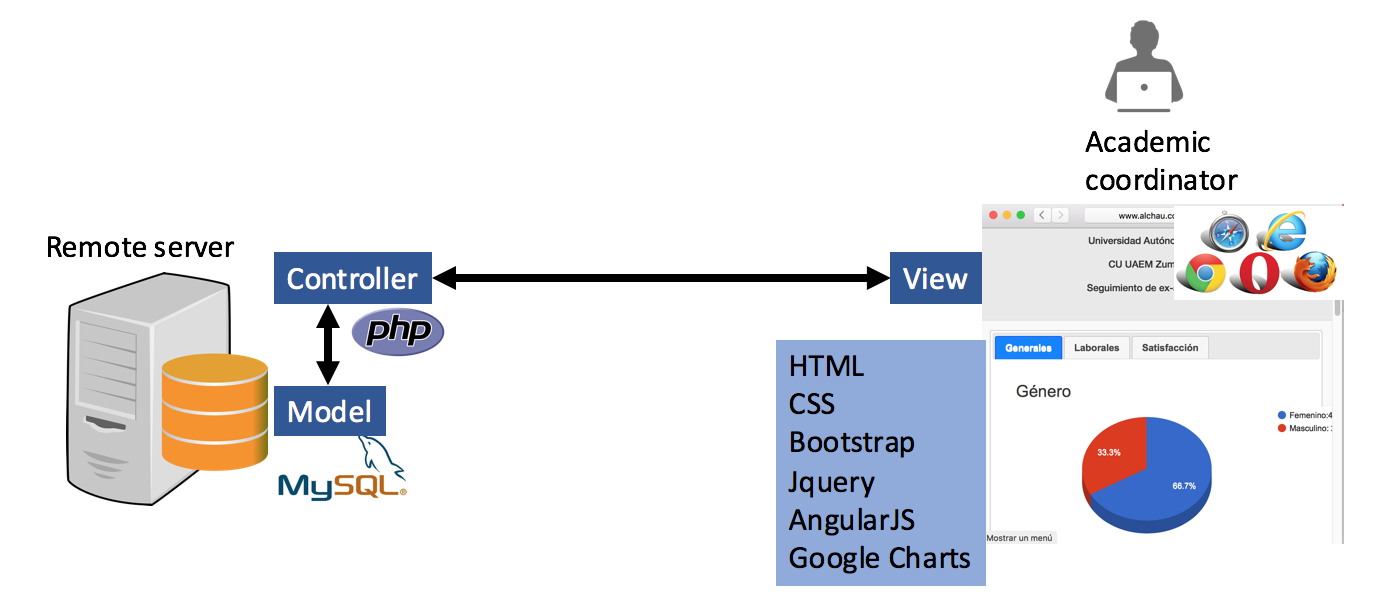 Academic
coordinator
Remote server
Controller
php
Model
MySQL®
View
HTML
CSS
Bootstrap
Jquery
AngularJS
Google Charts
www.alchau.co
Universidad Autónc
CU UAEM Zum
Seguimiento de ex-
Generales Laborales Satisfacción
Género
Femenino:4
Masculino:
33.3%
66.7%
Mostrar un menú